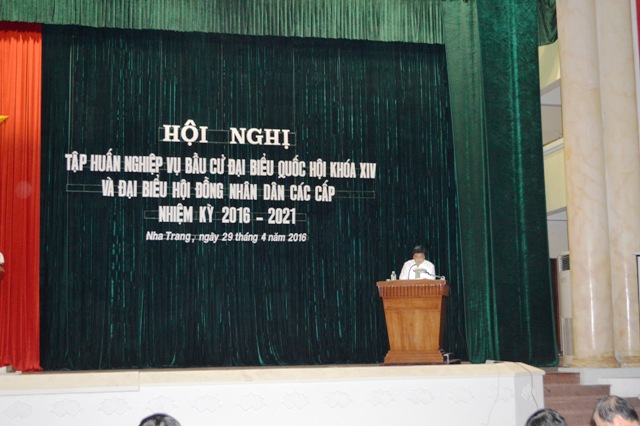 HỘI NGHỊ
TẬP HUẤN NGHIỆP VỤ BẦU CỬ ĐẠI BIỂU QUỐC HỘI KHÓA XIV
VÀ ĐẠI BIỂU HỘI ĐỒNG NHÂN DÂN CÁC CẤP
NHIỆM KỲ 2016 - 2021
Nha Trang, ngày 29 tháng 4 năm 2016